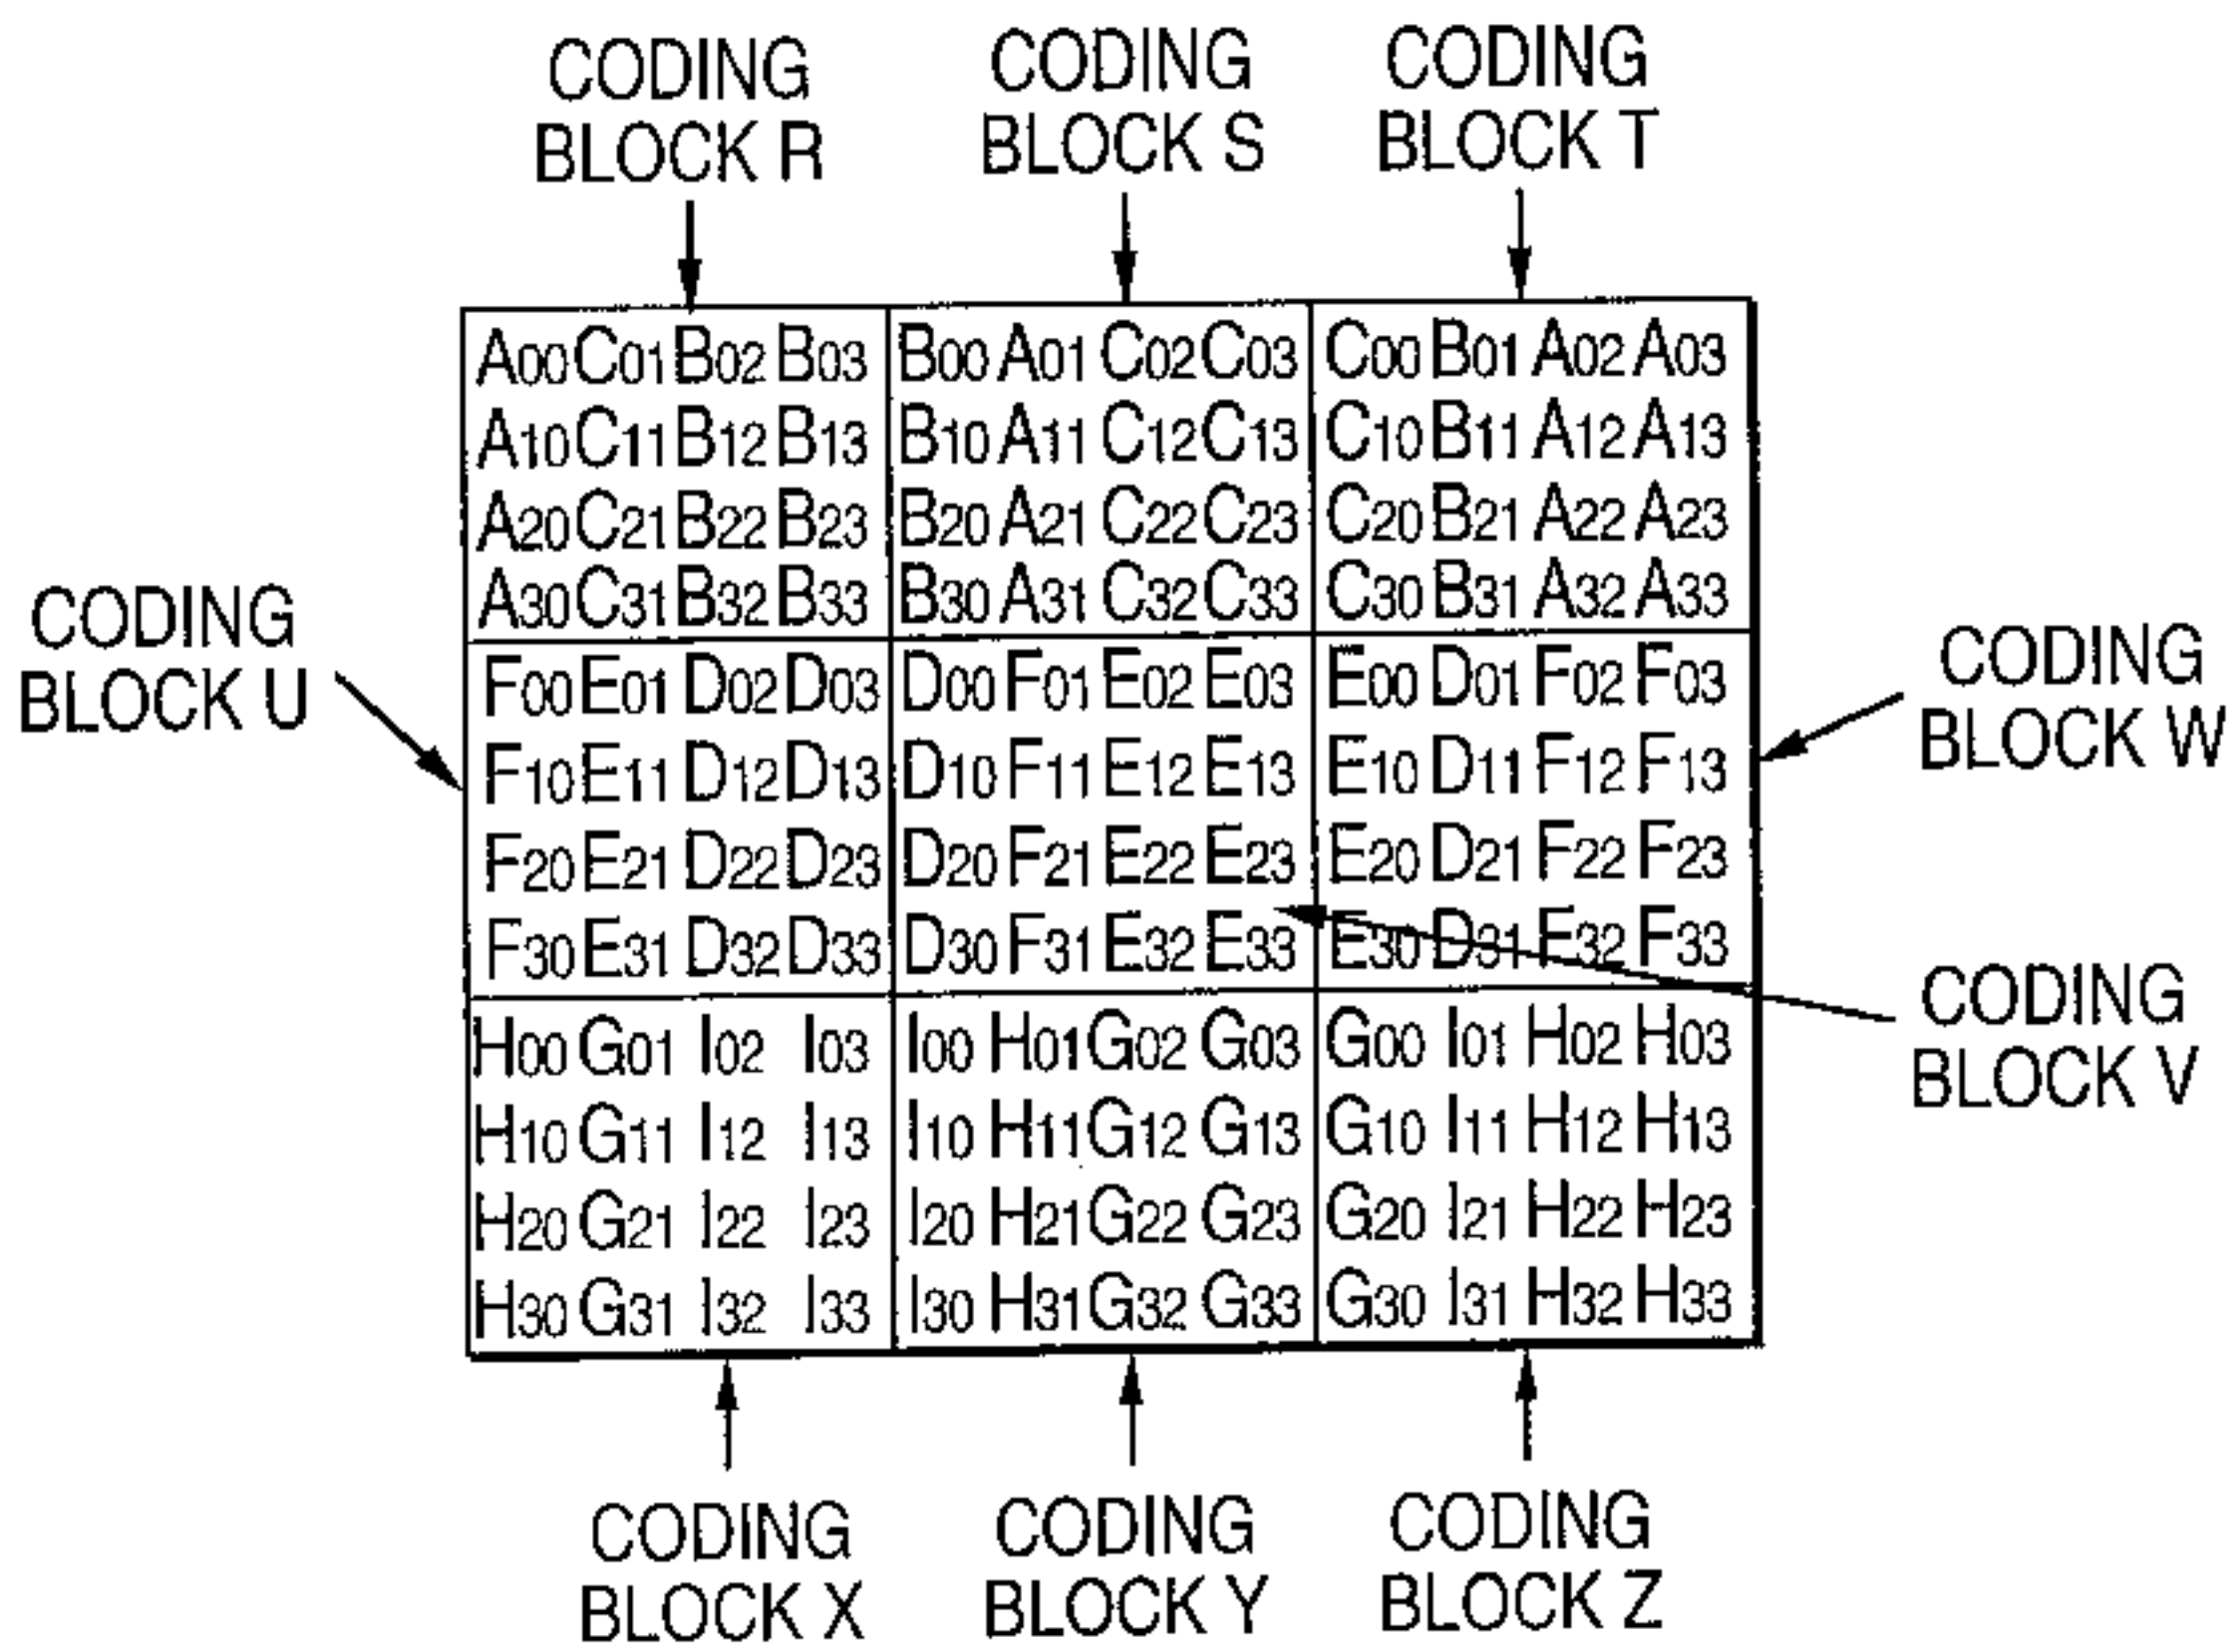 CODING
BLOCK R
CODING
BLOCK S
CODING
BLOCK T
A00 C01 B02 B03 B00 A01 C02 C03 C00 B01 A02 A03
A10 C11 B12 B13 B10 A11 C12 C13 C10 B11 A12 A13
A20 C21 B22 B23 B20 A21 C22 C23 C20 B21 A22 A23
A30 C31 B32 B33 B30 A31 C32 C33 C30 B31 A32 A33
CODING
BLOCK U
F00 E01 D02 D03 D00 F01 E02 E03 E00 D01 F02 F03
F10 E11 D12 D13 D10 F11 E12 E13 E10 D11 F12 F13
F20 E21 D22 D23 D20 F21 E22 E23 E20 D21 F22 F23
F30 E31 D32 D33 D30 F31 E32 E33 E30 D31 F32 F33
CODING
BLOCK W
CODING
BLOCK V
H00 G01 I02 I03 I00 H01 G02 G03 G00 I01 H02 H03
H10 G11 I12 I13 I10 H11 G12 G13 G10 I11 H12 H13
H20 G21 I22 I23 I20 H21 G22 G23 G20 I21 H22 H23
H30 G31 I32 I33 I30 H31 G32 G33 G30 I31 H32 H33
CODING
BLOCK X
CODING
BLOCK Y
CODING
BLOCK Z